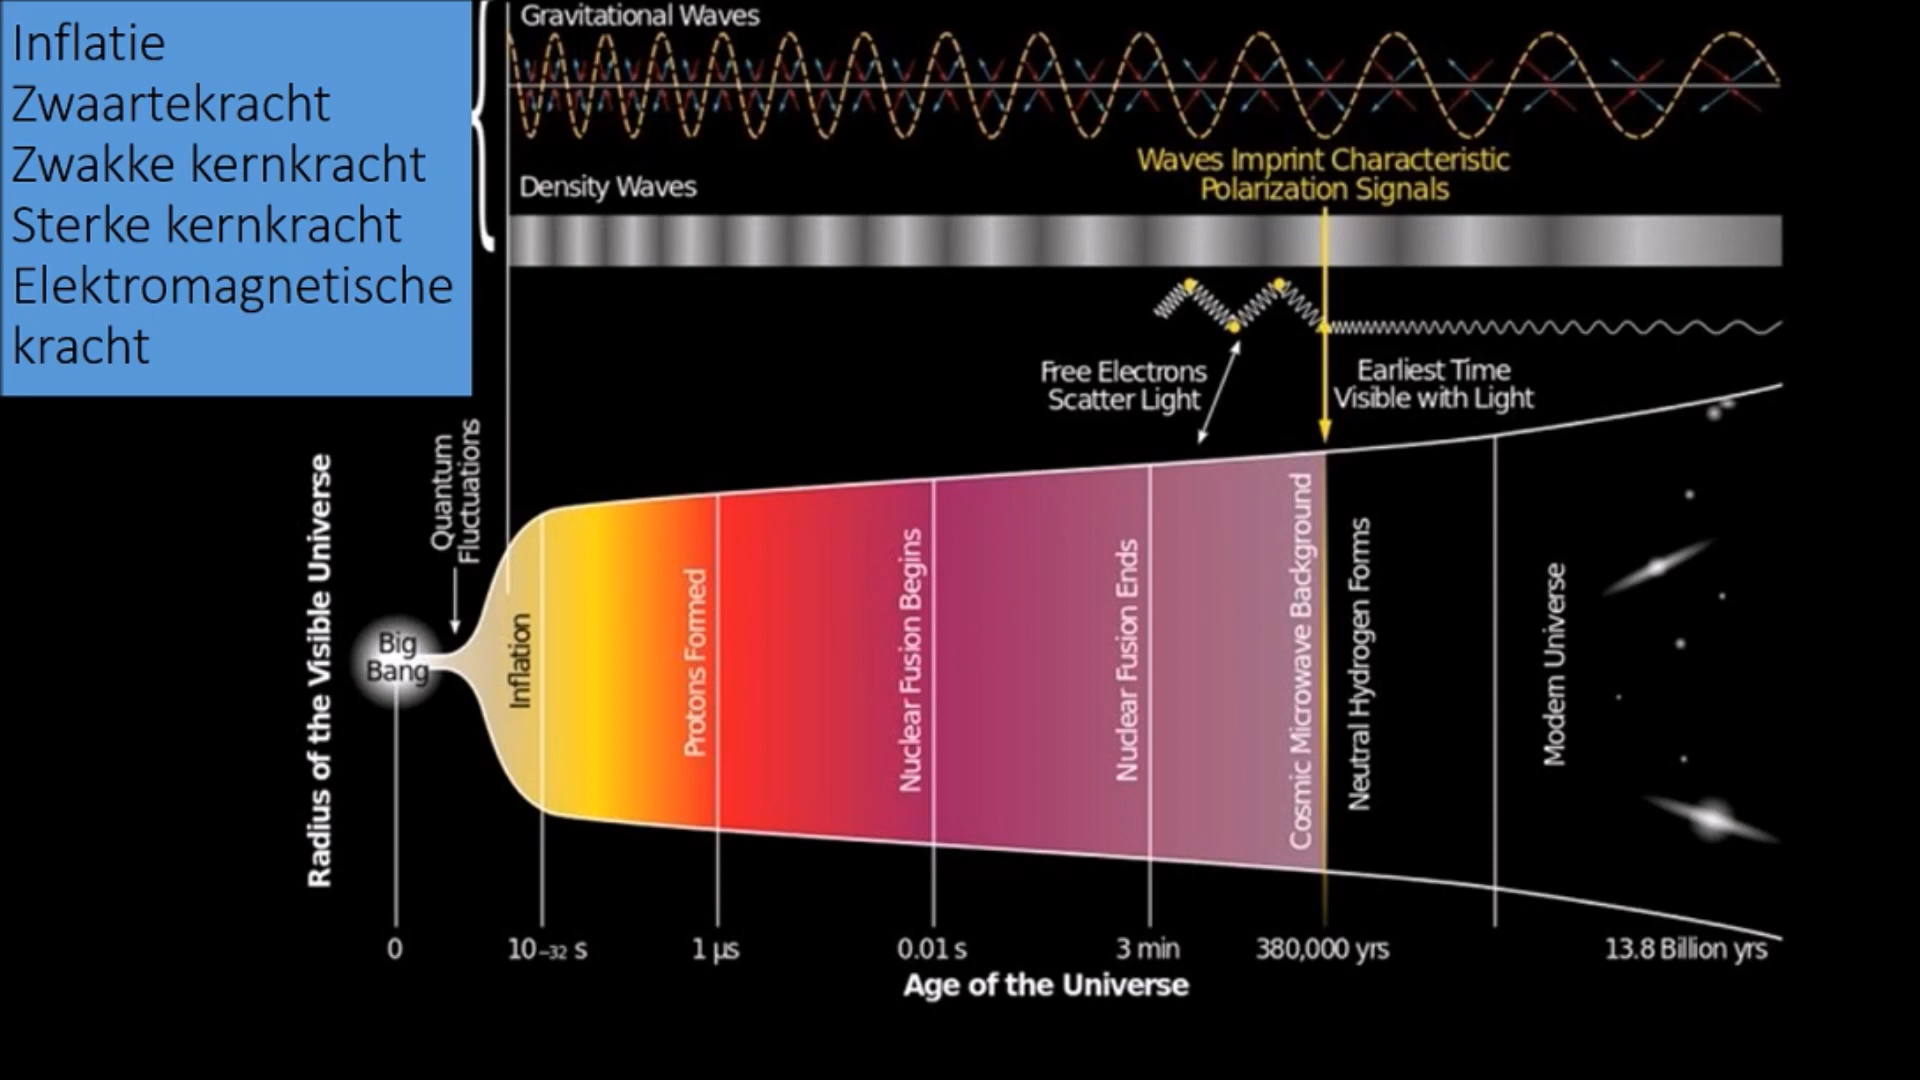 Inflatie
Zwaartekracht
Zwakke kernkracht
Sterke kernkracht
Elektromagnetische
kracht
Gravitational Waves
Waves Imprint Characteristic
Polarization Signals
Density Waves
Free Electrons
Scatter Light
Earliest Time
Visible with Light
Radius of the Visible Universe
Quantum
Fluctuations
Big
Bang
Inflation
Protons Formed
Nuclear Fusion Begins
Nuclear Fusion Ends
Cosmic Microwave Background
Neutral Hydrogen Forms
Modern Universe
0
10−32 s
1 µs
0.01 s
3 min
380,000 yrs
13.8 Billion yrs
Age of the Universe